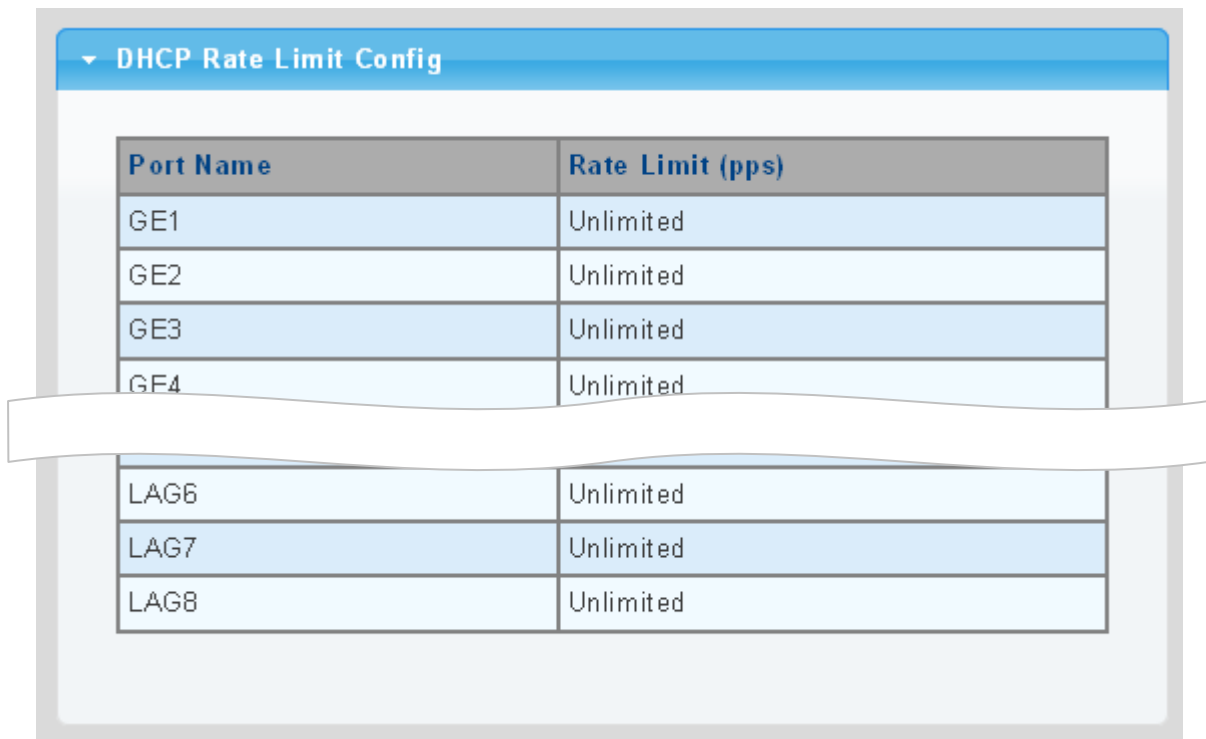 DHCP Rate Limit Config
Port Name Rate Limit (pps)
GE1 Unlimited
GE2 Unlimited
GE3 Unlimited
GE4 Unlimited
LAG6 Unlimited
LAG7 Unlimited
LAG8 Unlimited